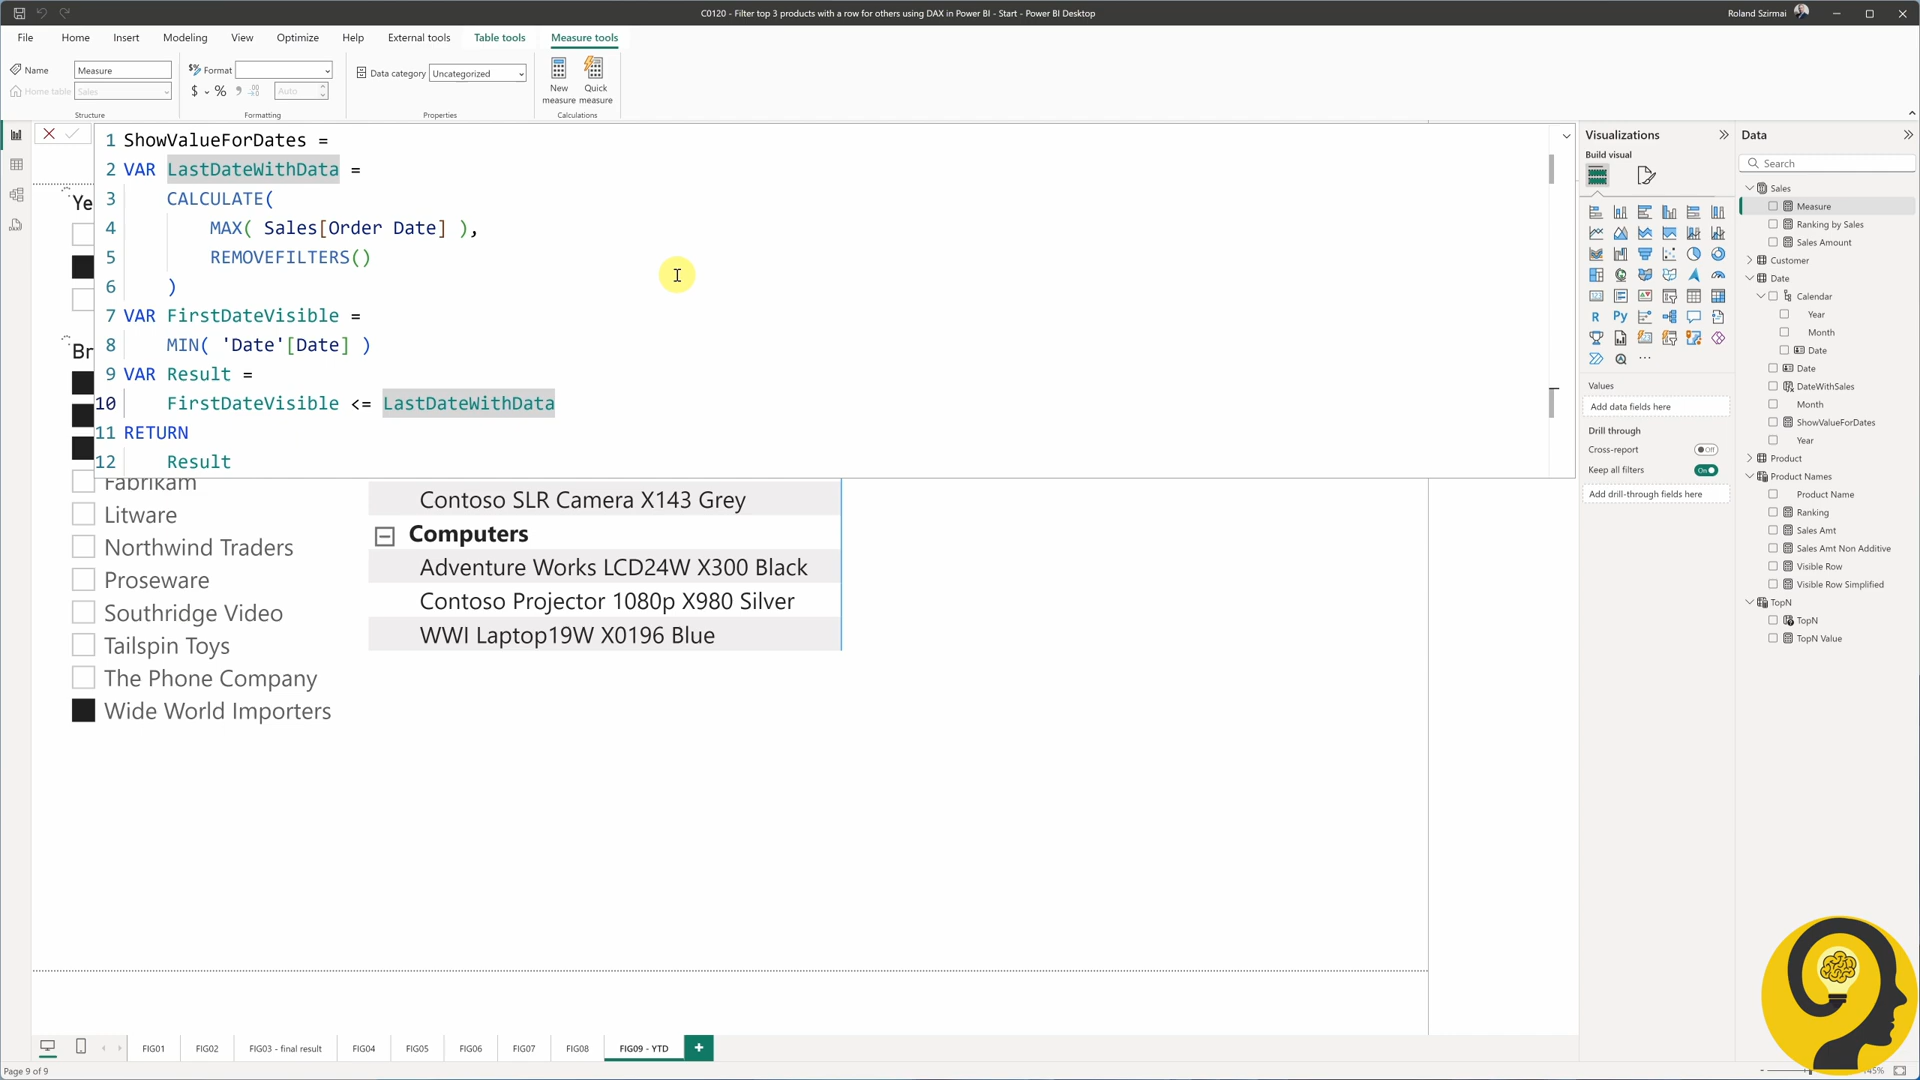 C0120 - Filter top 3 products with a row for others using DAX in Power BI - Start - Power BI Desktop
Roland Szirmai
File
Home
Insert
Modeling
View
Optimize
Help
External tools
Table tools
Measure tools
Name
Measure
Format
Data category
Uncategorized
New measure
Quick measure
Home table
Sales
$
%
Auto
Structure
Formatting
Properties
Calculations
1 ShowValueForDates =
2 VAR LastDateWithData =
3 CALCULATE(
4 MAX( Sales[Order Date] ),
5 REMOVEFILTERS()
6 )
7 VAR FirstDateVisible =
8 MIN( 'Date'[Date] )
9 VAR Result =
10 FirstDateVisible <= LastDateWithData
11 RETURN
12 Result
Ye
Br
Fabrikam
Litware
Northwind Traders
Proseware
Southridge Video
Tailspin Toys
The Phone Company
Wide World Importers
Contoso SLR Camera X143 Grey
Computers
Adventure Works LCD24W X300 Black
Contoso Projector 1080p X980 Silver
WWI Laptop19W X0196 Blue
Visualizations
Build visual
R
Py
Values
Add data fields here
Drill through
Cross-report
Off
Keep all filters
On
Add drill-through fields here
Data
Search
Sales
Measure
Ranking by Sales
Sales Amount
Customer
Date
Calendar
Year
Month
Date
Date
DateWithSales
Month
ShowValueForDates
Year
Product
Product Names
Product Name
Ranking
Sales Amt
Sales Amt Non Additive
Visible Row
Visible Row Simplified
TopN
TopN
TopN Value
FIG01
FIG02
FIG03 - final result
FIG04
FIG05
FIG06
FIG07
FIG08
FIG09 - YTD
+
Page 9 of 9